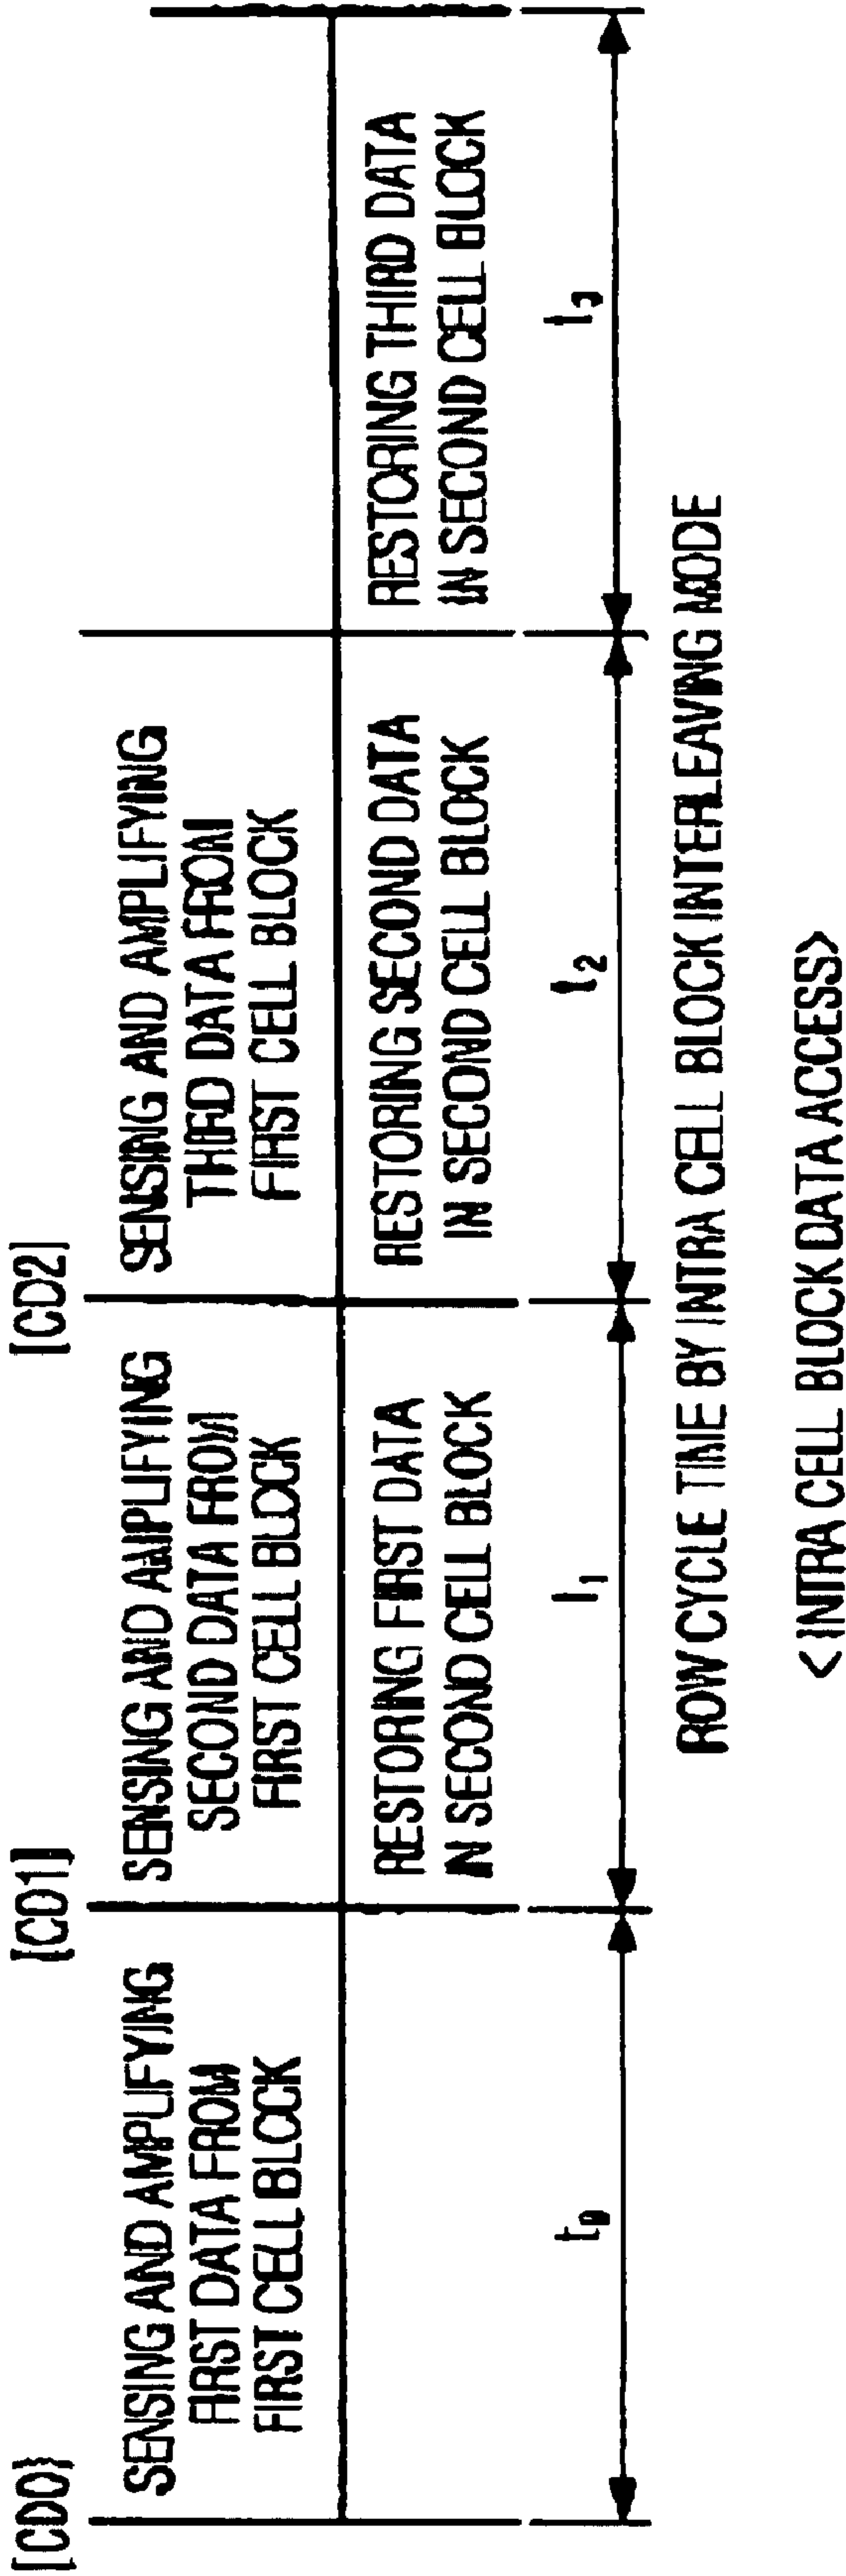 [CD0]
[CD1]
[CD2]
SENSING AND AMPLIFYING
FIRST DATA FROM
FIRST CELL BLOCK
SENSING AND AMPLIFYING
SECOND DATA FROM
FIRST CELL BLOCK
SENSING AND AMPLIFYING
THIRD DATA FROM
FIRST CELL BLOCK
RESTORING FIRST DATA
IN SECOND CELL BLOCK
RESTORING SECOND DATA
IN SECOND CELL BLOCK
RESTORING THIRD DATA
IN SECOND CELL BLOCK
t0
t1
t2
t3
ROW CYCLE TIME BY INTRA CELL BLOCK INTERLEAVING MODE
<INTRA CELL BLOCK DATA ACCESS>